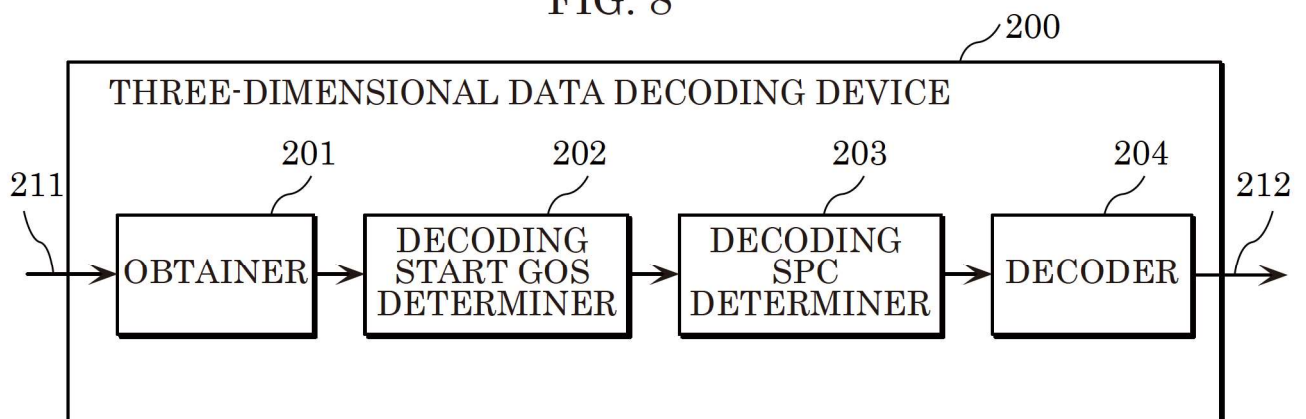 FIG. 8
200
THREE-DIMENSIONAL DATA DECODING DEVICE
201
202
203
204
211
212
OBTAINER
DECODING
START GOS
DETERMINER
DECODING
SPC
DETERMINER
DECODER